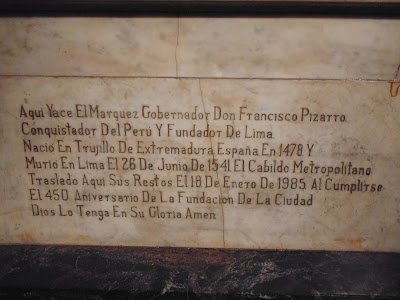 Aqui Yace El Marquez Gobernador Don Francisco Pizarro
Conquistador Del Perú Y Fundador De Lima
Nació En Trujillo De Extremadura España En 1478 Y
Murio En Lima El 26 De Junio De 1541 El Cabildo Metropolitano
Traslado Aqui Sus Restos El 18 De Enero De 1985 Al Cumplirse
El 450 Aniversario De La Fundación De La Ciudad
Dios Lo Tenga En Su Gloria Amen